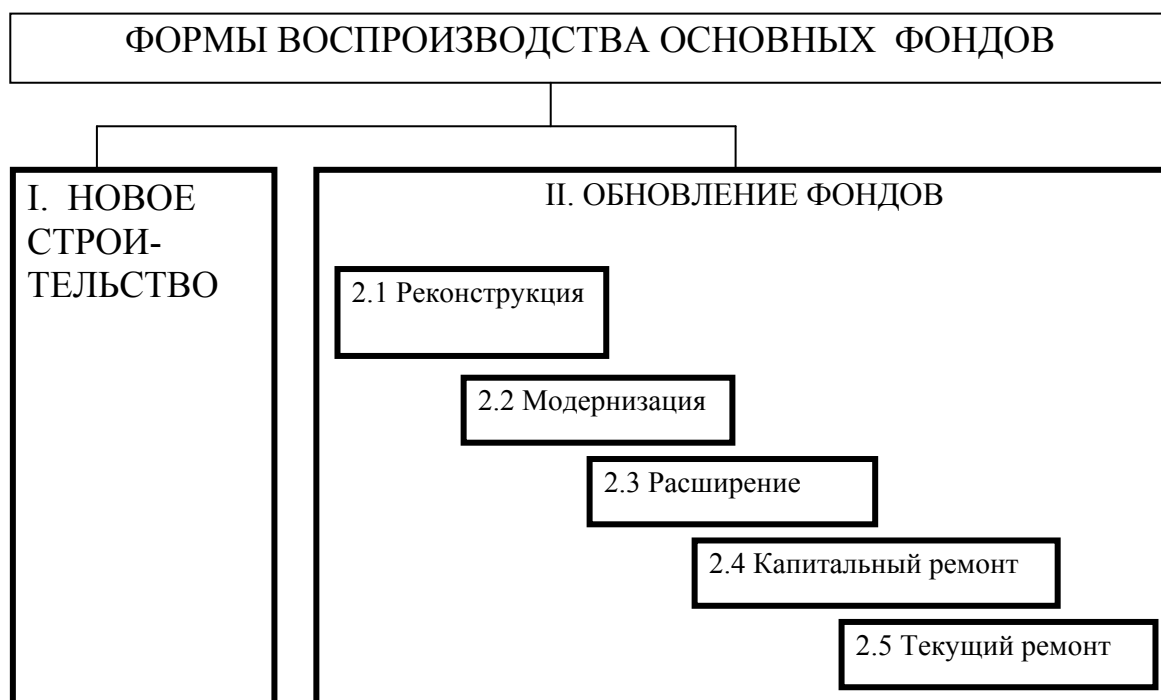 ФОРМЫ ВОСПРОИЗВОДСТВА ОСНОВНЫХ ФОНДОВ
I. НОВОЕ
СТРОИ-
ТЕЛЬСТВО
II. ОБНОВЛЕНИЕ ФОНДОВ
2.1 Реконструкция
2.2 Модернизация
2.3 Расширение
2.4 Капитальный ремонт
2.5 Текущий ремонт